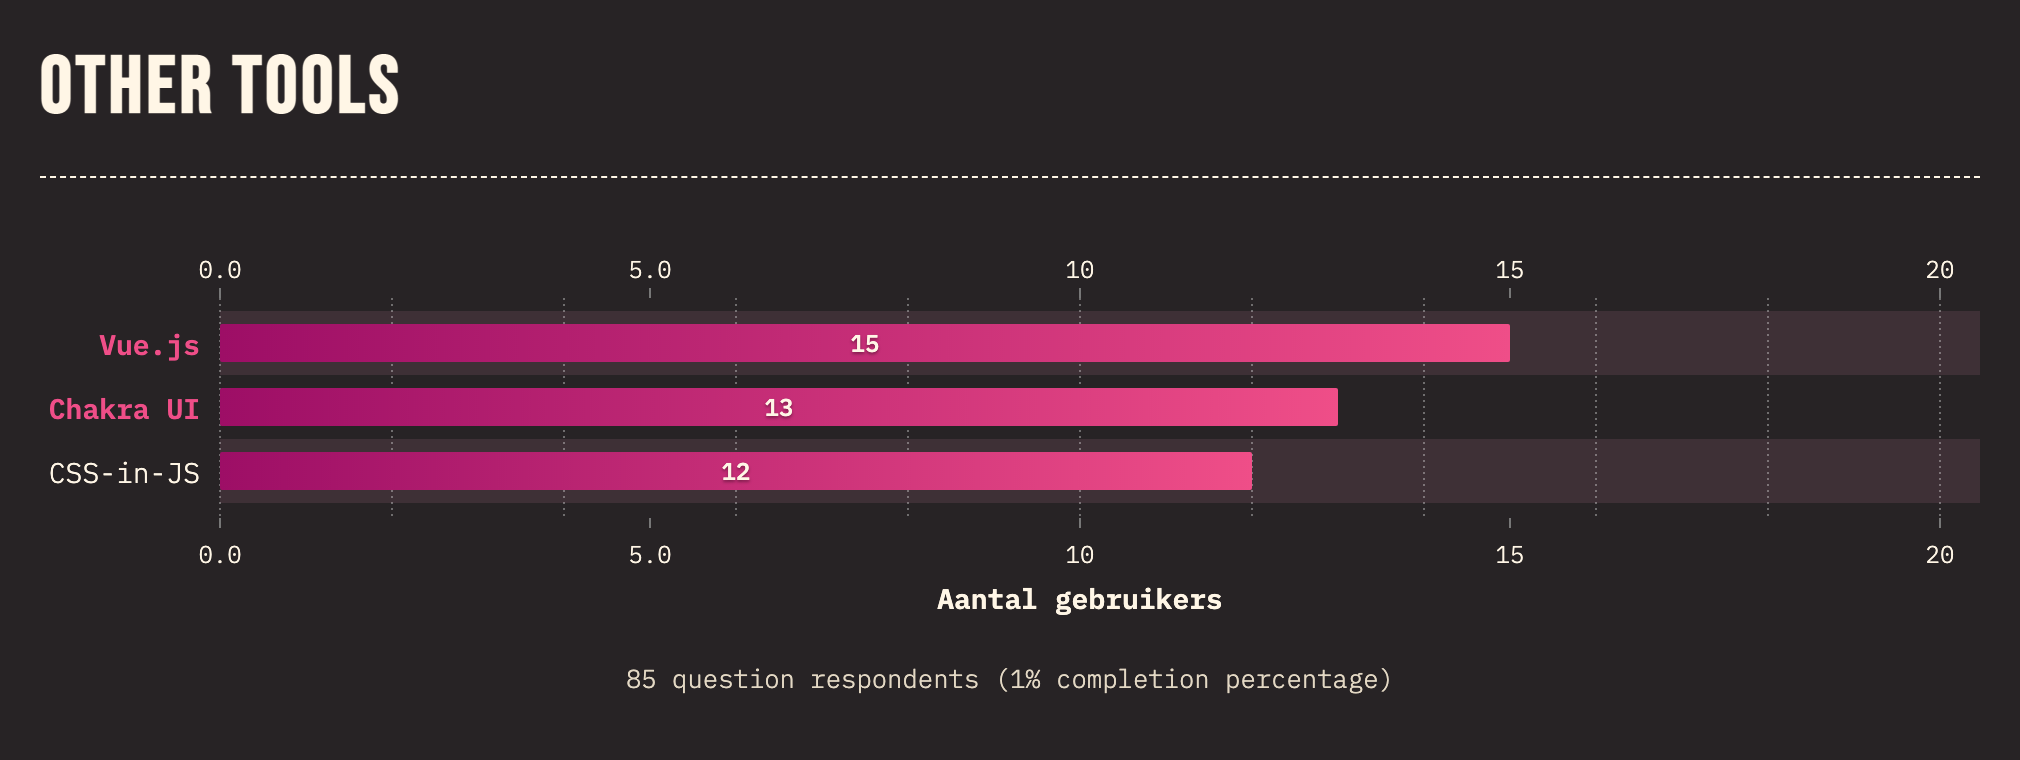 OTHER TOOLS
0.0 5.0 10 15 20
Vue.js 15
Chakra UI 13
CSS-in-JS 12
0.0 5.0 10 15 20
Aantal gebruikers
85 question respondents (1% completion percentage)